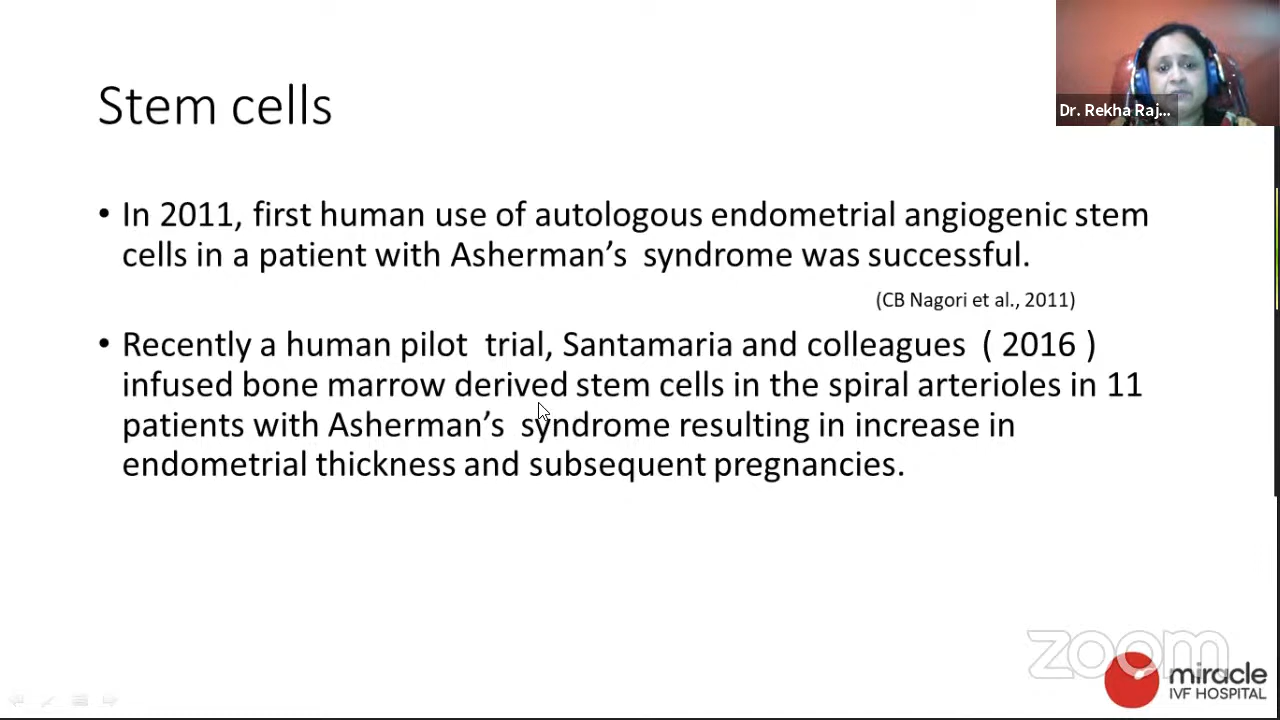 Stem cells
Dr. Rekha Raj...
• In 2011, first human use of autologous endometrial angiogenic stem
cells in a patient with Asherman’s syndrome was successful.
(CB Nagori et al., 2011)
• Recently a human pilot trial, Santamaria and colleagues ( 2016 )
infused bone marrow derived stem cells in the spiral arterioles in 11
patients with Asherman’s syndrome resulting in increase in
endometrial thickness and subsequent pregnancies.
zoom
miracle
IVF HOSPITAL